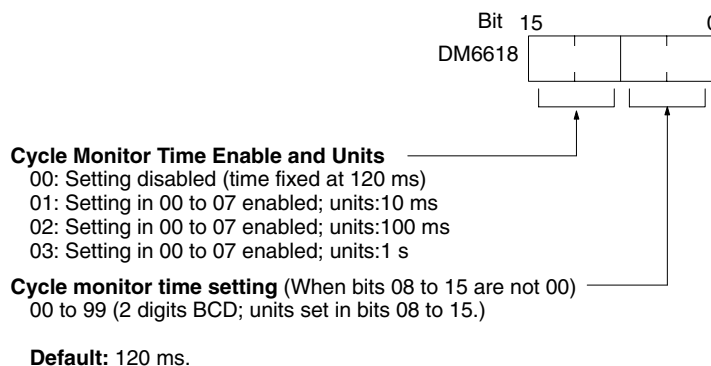 Bit 15 0
DM6618
Cycle Monitor Time Enable and Units
00: Setting disabled (time fixed at 120 ms)
01: Setting in 00 to 07 enabled; units:10 ms
02: Setting in 00 to 07 enabled; units:100 ms
03: Setting in 00 to 07 enabled; units:1 s
Cycle monitor time setting (When bits 08 to 15 are not 00)
00 to 99 (2 digits BCD; units set in bits 08 to 15.)
Default: 120 ms.